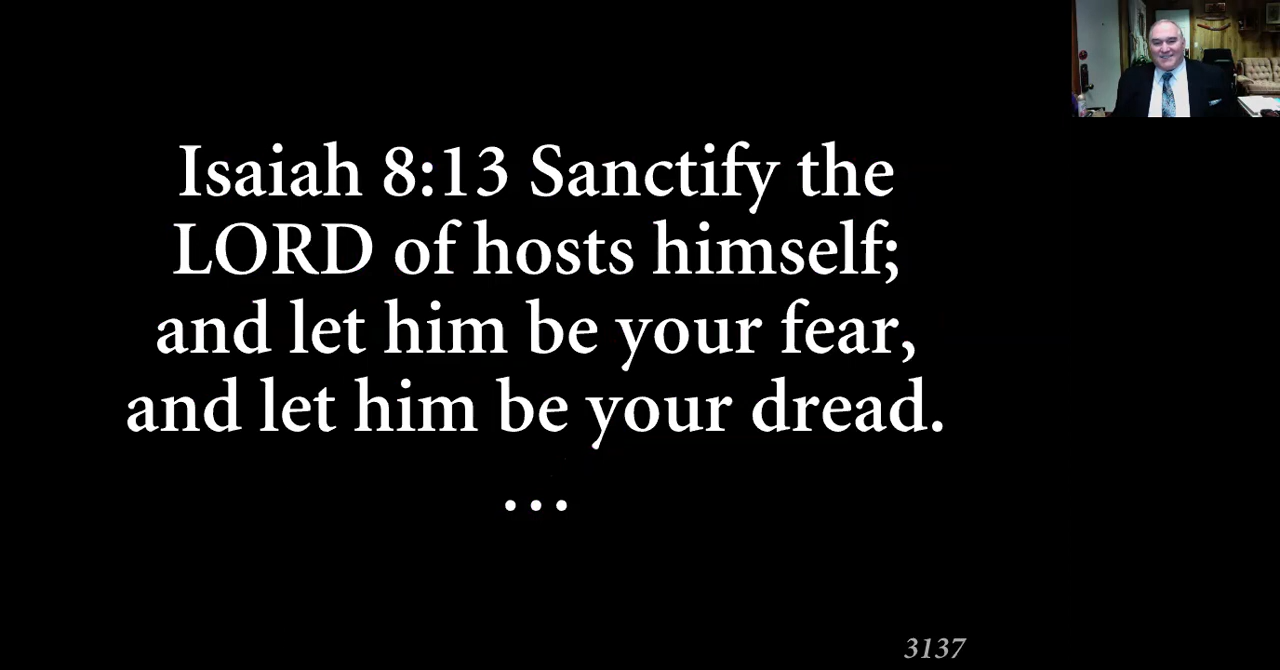 Isaiah 8:13 Sanctify the
LORD of hosts himself;
and let him be your fear,
and let him be your dread.
…
3137